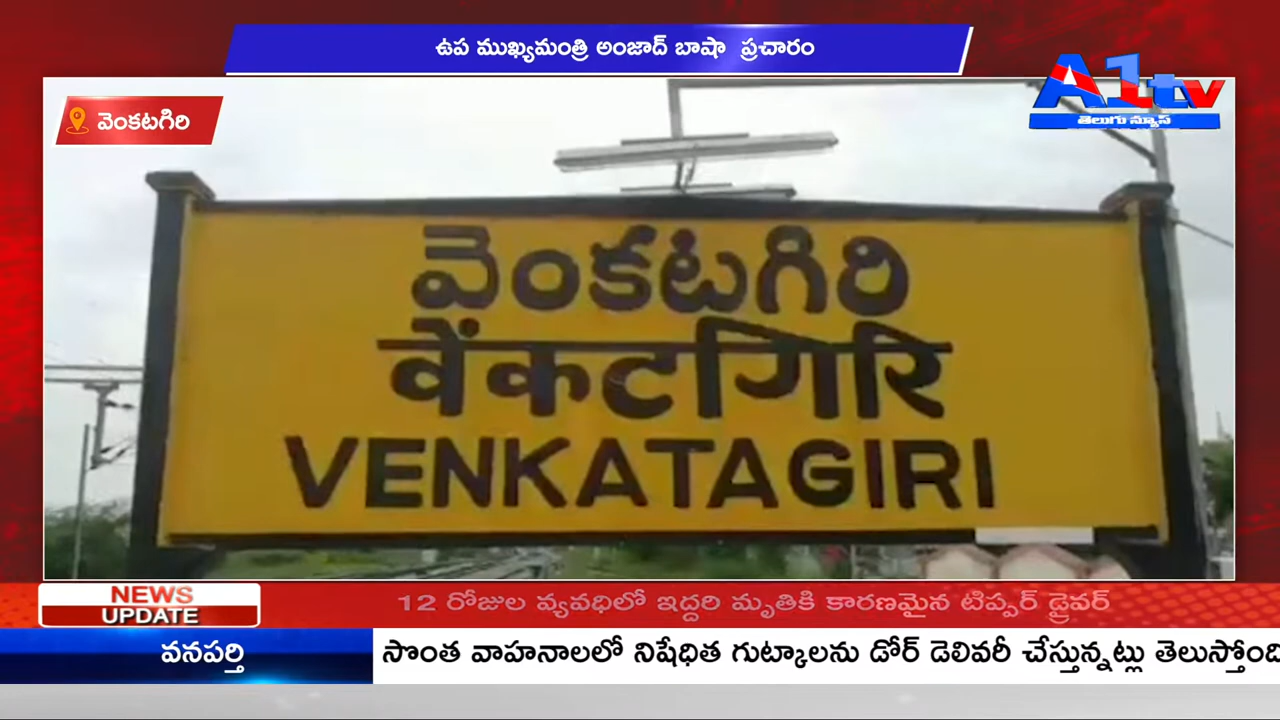 ఉప ముఖ్యమంత్రి అంజాద్ బాషా ప్రచారం
A1tv
తెలుగు న్యూస్
వెంకటగిరి
వెంకటగిరి
वेंकटगिरि
VENKATAGIRI
NEWS
UPDATE
12 రోజుల వ్యవధిలో ఇద్దరి మృతికి కారణమైన టిప్పర్ డ్రైవర్
వనపర్తి
సొంత వాహనాలలో నిషేధిత గుట్కాలను డోర్ డెలివరీ చేస్తున్నట్లు తెలుస్తోంది